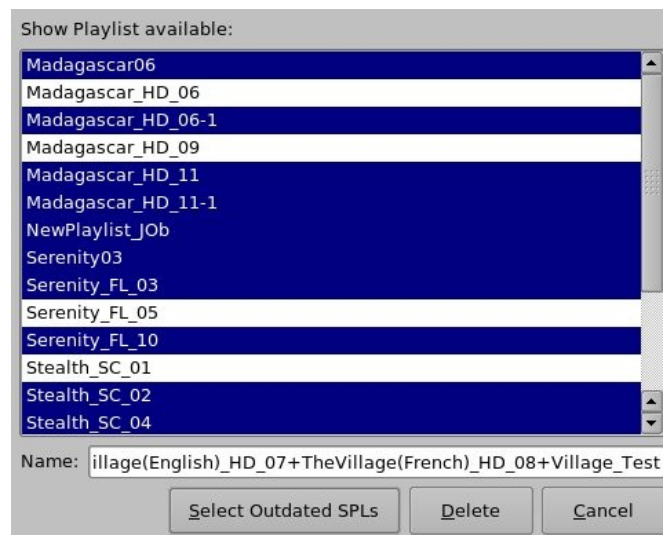 Show Playlist available:
Madagascar06
Madagascar_HD_06
Madagascar_HD_06-1
Madagascar_HD_09
Madagascar_HD_11
Madagascar_HD_11-1
NewPlaylist_JOb
Serenity03
Serenity_FL_03
Serenity_FL_05
Serenity_FL_10
Stealth_SC_01
Stealth_SC_02
Stealth_SC_04
Name: illage(English)_HD_07+TheVillage(French)_HD_08+Village_Test
Select Outdated SPLs Delete Cancel